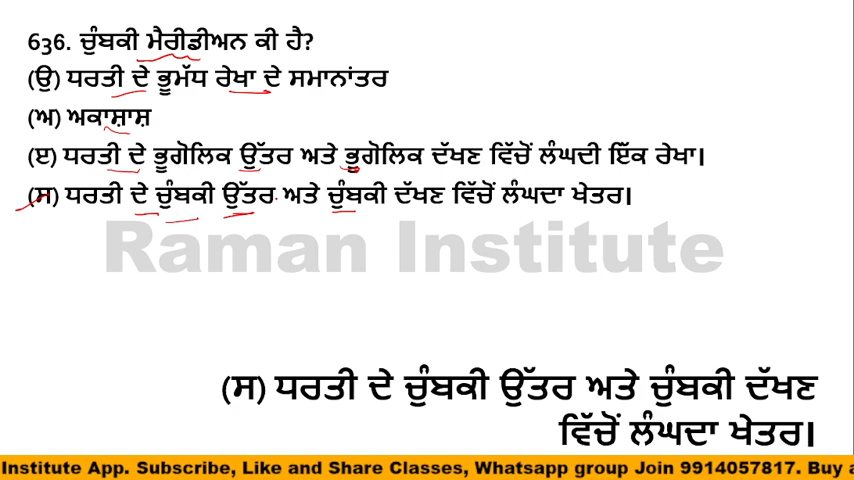 636. ਚੁੰਬਕੀ ਮੈਰੀਡੀਅਨ ਕੀ ਹੈ?
(ੳ) ਧਰਤੀ ਦੇ ਭੂਮੱਧ ਰੇਖਾ ਦੇ ਸਮਾਨਾਂਤਰ
(ਅ) ਅਕਾਸ਼ਾਸ਼
(ੲ) ਧਰਤੀ ਦੇ ਭੂਗੋਲਿਕ ਉੱਤਰ ਅਤੇ ਭੂਗੋਲਿਕ ਦੱਖਣ ਵਿੱਚੋਂ ਲੰਘਦੀ ਇੱਕ ਰੇਖਾ।
(ਸ) ਧਰਤੀ ਦੇ ਚੁੰਬਕੀ ਉੱਤਰ ਅਤੇ ਚੁੰਬਕੀ ਦੱਖਣ ਵਿੱਚੋਂ ਲੰਘਦਾ ਖੇਤਰ।
Raman Institute
(ਸ) ਧਰਤੀ ਦੇ ਚੁੰਬਕੀ ਉੱਤਰ ਅਤੇ ਚੁੰਬਕੀ ਦੱਖਣ
ਵਿੱਚੋਂ ਲੰਘਦਾ ਖੇਤਰ।
Institute App. Subscribe, Like and Share Classes, Whatsapp group Join 9914057817. Buy a